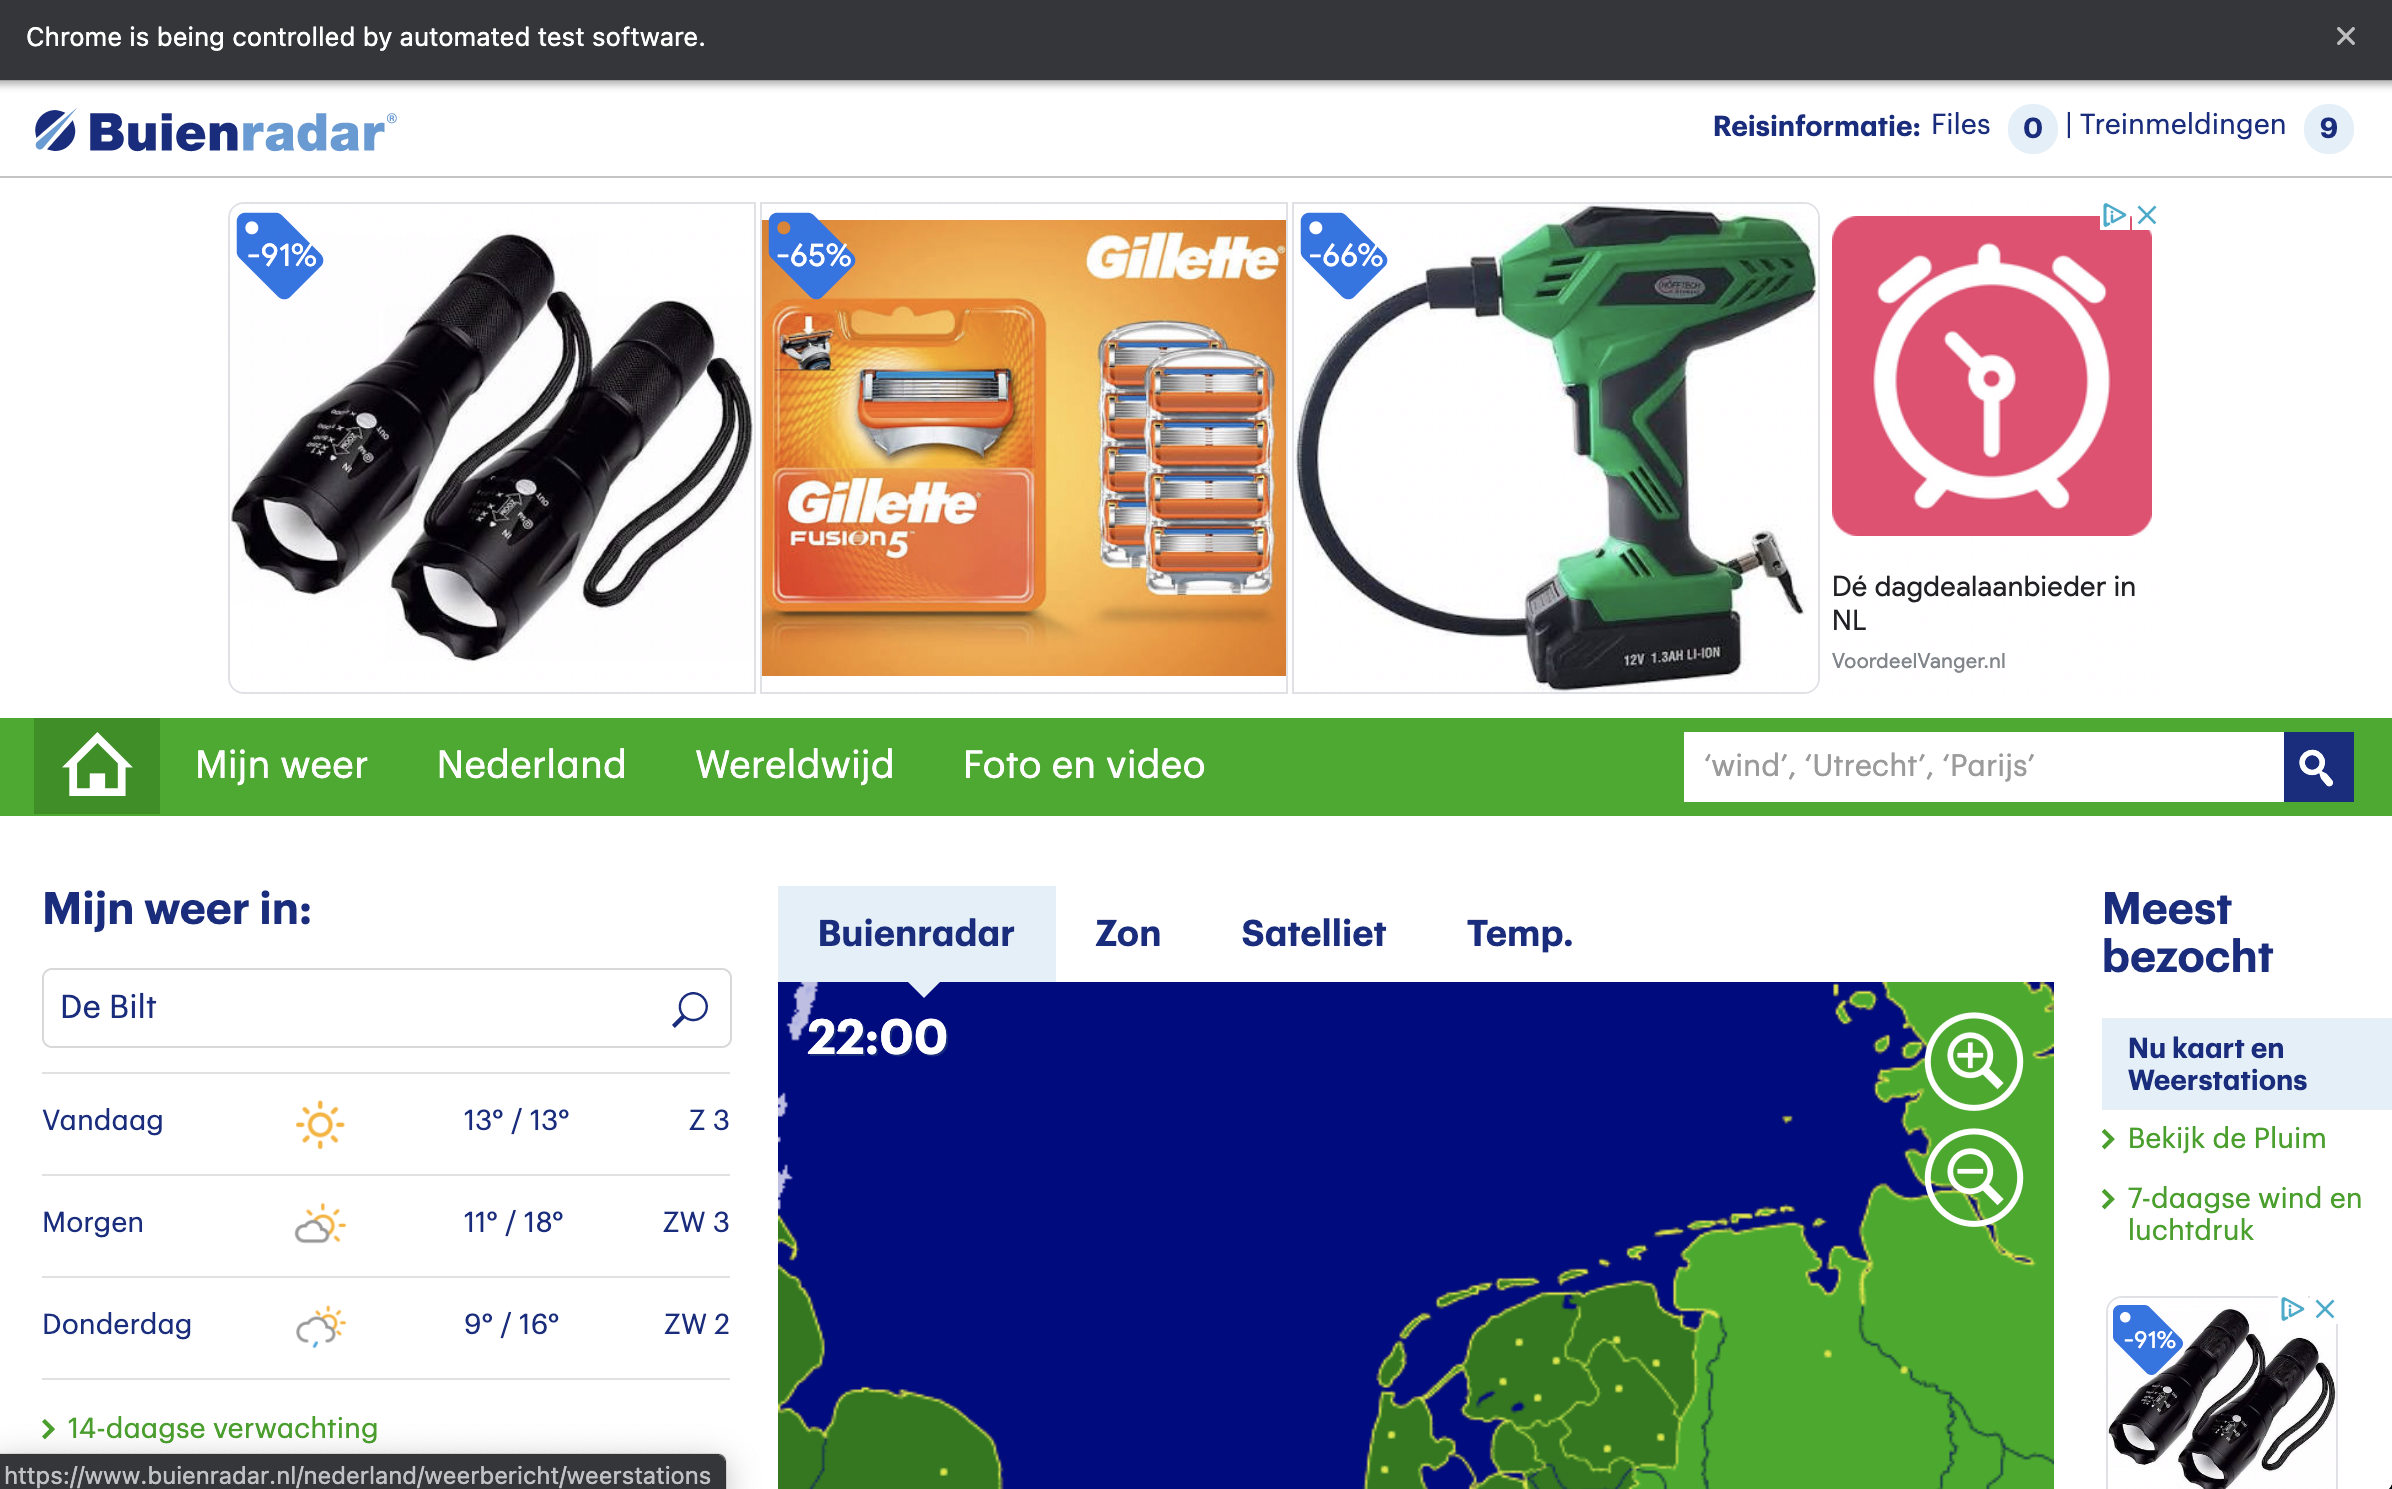 Chrome is being controlled by automated test software.
Buienradar®
Reisinformatie: Files 0 | Treinmeldingen 9
-91%
-65%
Gillette
Gillette
FUSION5™
-66%
HÖFFTECH
12V 1.3AH LI-ION
Dé dagdealaanbieder in
NL
VoordeelVanger.nl
Mijn weer
Nederland
Wereldwijd
Foto en video
‘wind’, ‘Utrecht’, ‘Parijs’
Mijn weer in:
De Bilt
Vandaag 13° / 13° Z 3
Morgen 11° / 18° ZW 3
Donderdag 9° / 16° ZW 2
14-daagse verwachting
https://www.buienradar.nl/nederland/weerbericht/weerstations
Buienradar
Zon
Satelliet
Temp.
22:00
Meest
bezocht
Nu kaart en
Weerstations
Bekijk de Pluim
7-daagse wind en
luchtdruk
-91%